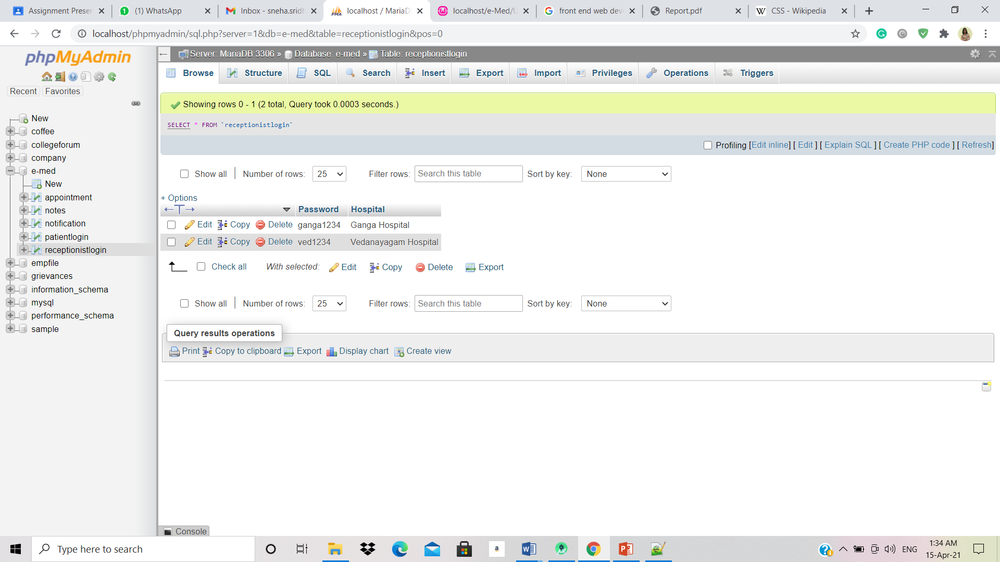 Assignment Presen
(1) WhatsApp
Inbox - sneha.sridh
localhost / MariaD
localhost/e-Med/U
front end web dev
Report.pdf
CSS - Wikipedia
localhost/phpmyadmin/sql.php?server=1&db=e-med&table=receptionistlogin&pos=0
phpMyAdmin
Recent Favorites
New
coffee
collegeforum
company
e-med
New
appointment
notes
notification
patientlogin
receptionistlogin
empfile
grievances
information_schema
mysql
performance_schema
sample
Server: MariaDB:3306 » Database: e-med » Table: receptionistlogin
Browse Structure SQL Search Insert Export Import Privileges Operations Triggers
Showing rows 0 - 1 (2 total, Query took 0.0003 seconds.)
SELECT * FROM `receptionistlogin`
Profiling [Edit inline] [ Edit ] [ Explain SQL ] [ Create PHP code ] [ Refresh]
Show all | Number of rows: 25 Filter rows: Search this table Sort by key: None
+ Options
←T→ Password Hospital
Edit Copy Delete ganga1234 Ganga Hospital
Edit Copy Delete ved1234 Vedanayagam Hospital
Check all With selected: Edit Copy Delete Export
Show all | Number of rows: 25 Filter rows: Search this table Sort by key: None
Query results operations
Print Copy to clipboard Export Display chart Create view
Console
Type here to search
a
ENG
1:34 AM
15-Apr-21